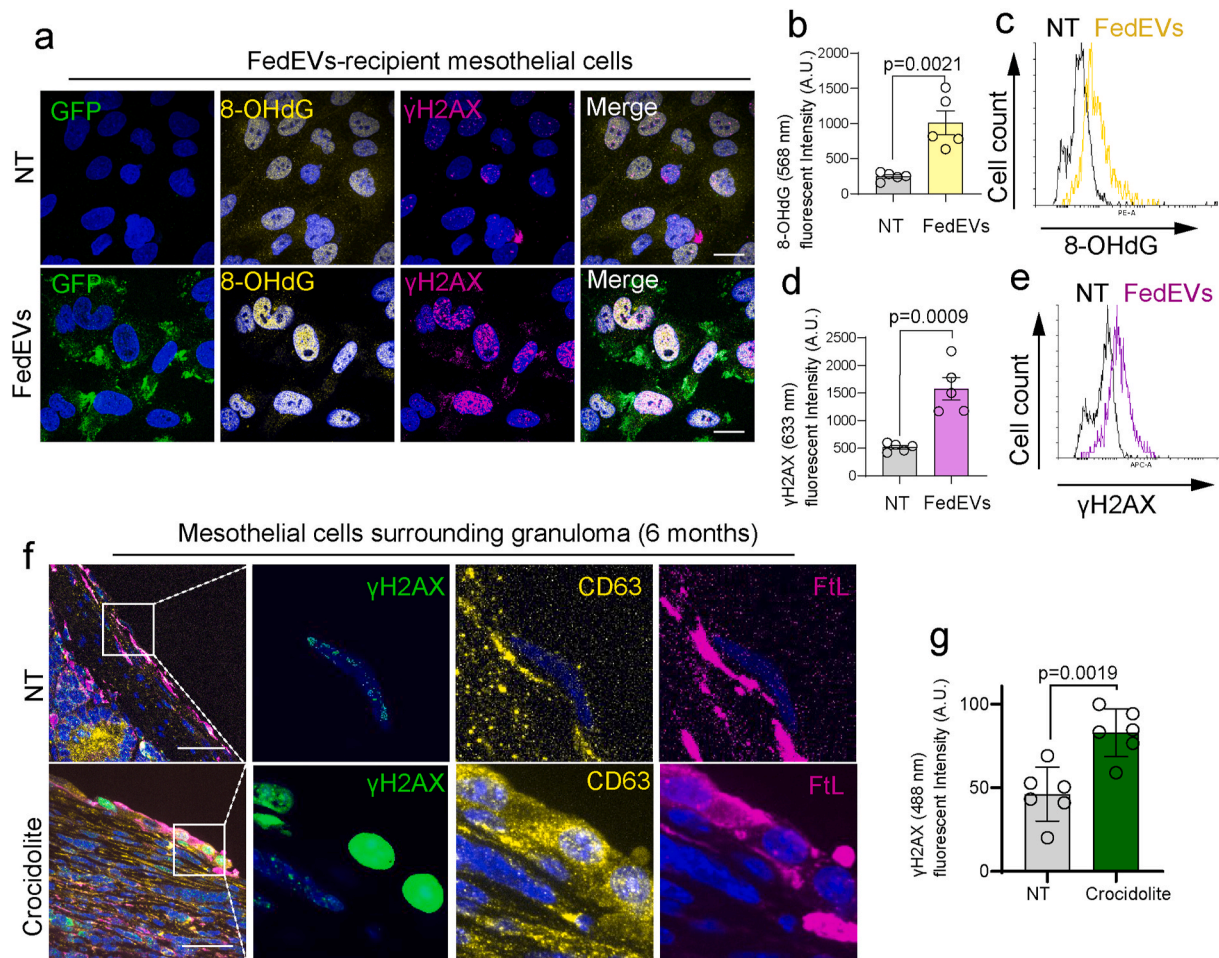 a
FedEVs-recipient mesothelial cells
NT
GFP
8-OHdG
γH2AX
Merge
FedEVs
GFP
8-OHdG
γH2AX
Merge
b
8-OHdG (568 nm)
fluorescent Intensity (A.U.)
2000
1500
1000
500
0
p=0.0021
NT
FedEVs
c
NT FedEVs
Cell count
PE-A
8-OHdG
d
γH2AX (633 nm)
fluorescent Intensity (A.U.)
2500
2000
1500
1000
500
0
p=0.0009
NT
FedEVs
e
NT FedEVs
Cell count
APC-A
γH2AX
f
Mesothelial cells surrounding granuloma (6 months)
NT
γH2AX
CD63
FtL
Crocidolite
γH2AX
CD63
FtL
g
γH2AX (488 nm)
fluorescent Intensity (A.U.)
100
50
0
p=0.0019
NT
Crocidolite